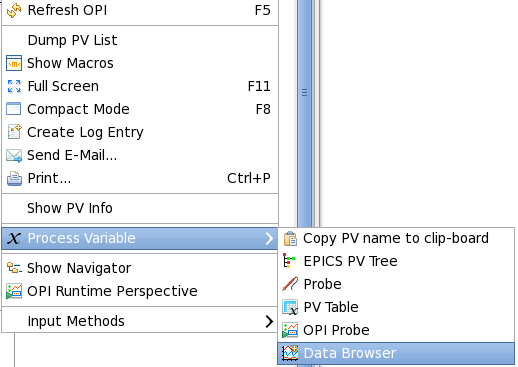 Refresh OPI F5
Dump PV List
Show Macros
Full Screen F11
Compact Mode F8
Create Log Entry
Send E-Mail...
Print... Ctrl+P
Show PV Info
Process Variable
Show Navigator
OPI Runtime Perspective
Input Methods
Copy PV name to clip-board
EPICS PV Tree
Probe
PV Table
OPI Probe
Data Browser